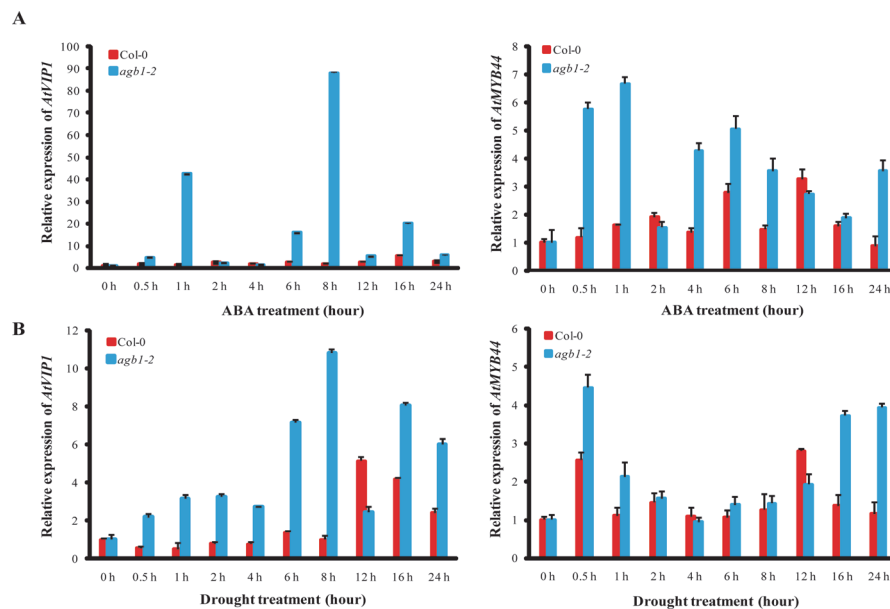 A
Relative expression of AtVIP1
100
90
80
70
60
50
40
30
20
10
0
Col-0
agb1-2
0 h 0.5 h 1 h 2 h 4 h 6 h 8 h 12 h 16 h 24 h
ABA treatment (hour)
Relative expression of AtMYB44
8
7
6
5
4
3
2
1
0
Col-0
agb1-2
0 h 0.5 h 1 h 2 h 4 h 6 h 8 h 12 h 16 h 24 h
ABA treatment (hour)
B
Relative expression of AtVIP1
12
10
8
6
4
2
0
Col-0
agb1-2
0 h 0.5 h 1 h 2 h 4 h 6 h 8 h 12 h 16 h 24 h
Drought treatment (hour)
Relative expression of AtMYB44
6
5
4
3
2
1
0
Col-0
agb1-2
0 h 0.5 h 1 h 2 h 4 h 6 h 8 h 12 h 16 h 24 h
Drought treatment (hour)